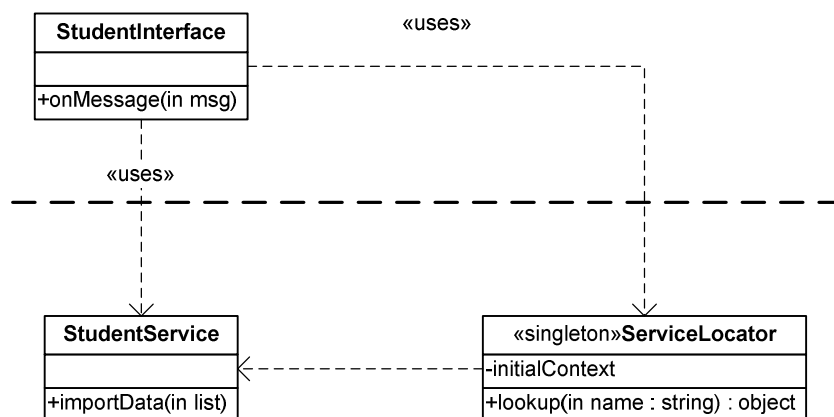 StudentInterface
«uses»
+onMessage(in msg)
«uses»
StudentService
«singleton»ServiceLocator
-initialContext
+importData(in list)
+lookup(in name : string) : object